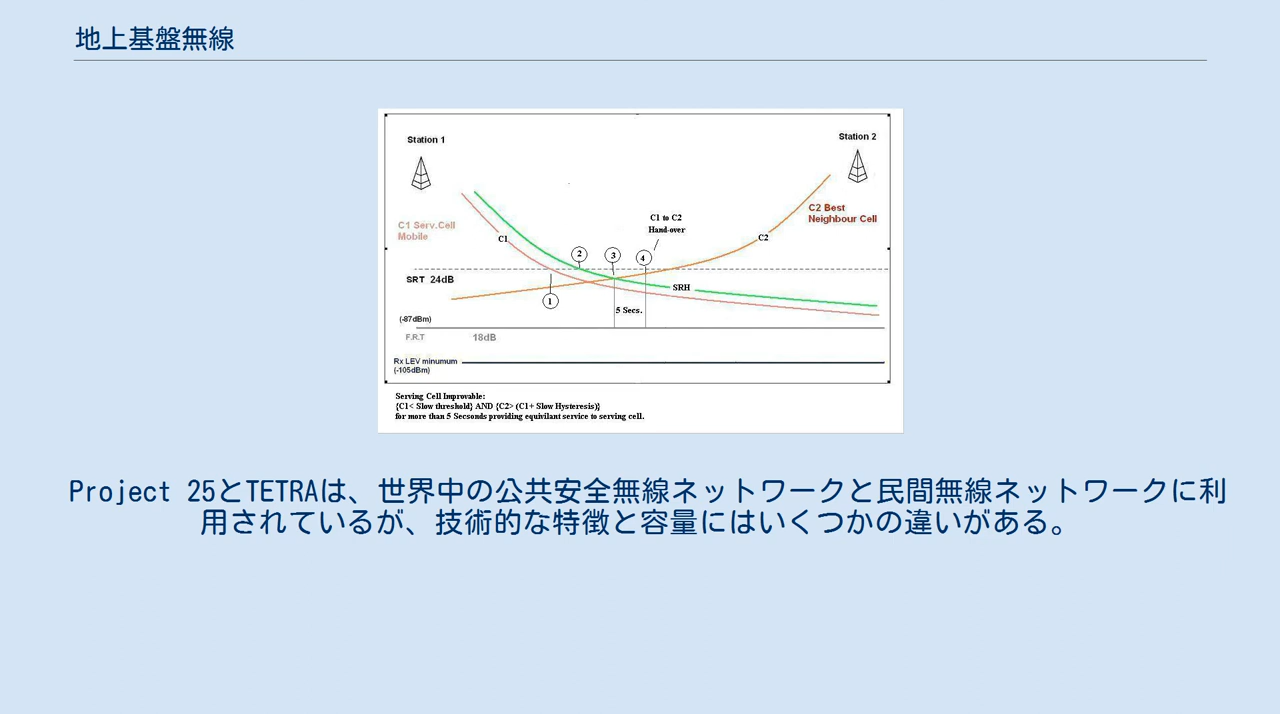 地上基盤無線
Station 1
Station 2
C1 Serv.Cell
Mobile
C2 Best
Neighbour Cell
C1 to C2
Hand-over
C1
C2
2
3
4
SRT 24dB
SRH
1
5 Secs.
(-87dBm)
F.R.T 18dB
Rx LEV minumum
(-105dBm)
Serving Cell Improvable:
{C1< Slow threshold} AND {C2> (C1+ Slow Hysteresis)}
for more than 5 Secsonds providing equivilant service to serving cell.
Project 25とTETRAは、世界中の公共安全無線ネットワークと民間無線ネットワークに利
用されているが、技術的な特徴と容量にはいくつかの違いがある。